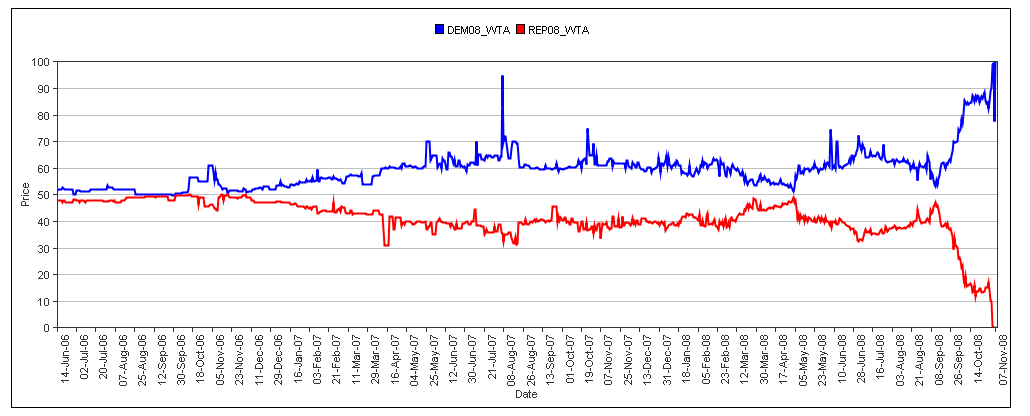 DEM08_WTA REP08_WTA
100
90
80
70
60
50
40
30
20
10
0
Price
14-Jun-06
02-Jul-06
20-Jul-06
07-Aug-06
25-Aug-06
12-Sep-06
30-Sep-06
18-Oct-06
05-Nov-06
23-Nov-06
11-Dec-06
29-Dec-06
16-Jan-07
03-Feb-07
21-Feb-07
11-Mar-07
29-Mar-07
16-Apr-07
04-May-07
25-May-07
12-Jun-07
03-Jul-07
21-Jul-07
08-Aug-07
26-Aug-07
13-Sep-07
01-Oct-07
19-Oct-07
07-Nov-07
25-Nov-07
13-Dec-07
31-Dec-07
18-Jan-08
05-Feb-08
23-Feb-08
12-Mar-08
30-Mar-08
17-Apr-08
05-May-08
23-May-08
10-Jun-08
28-Jun-08
16-Jul-08
03-Aug-08
21-Aug-08
08-Sep-08
26-Sep-08
14-Oct-08
07-Nov-08
Date